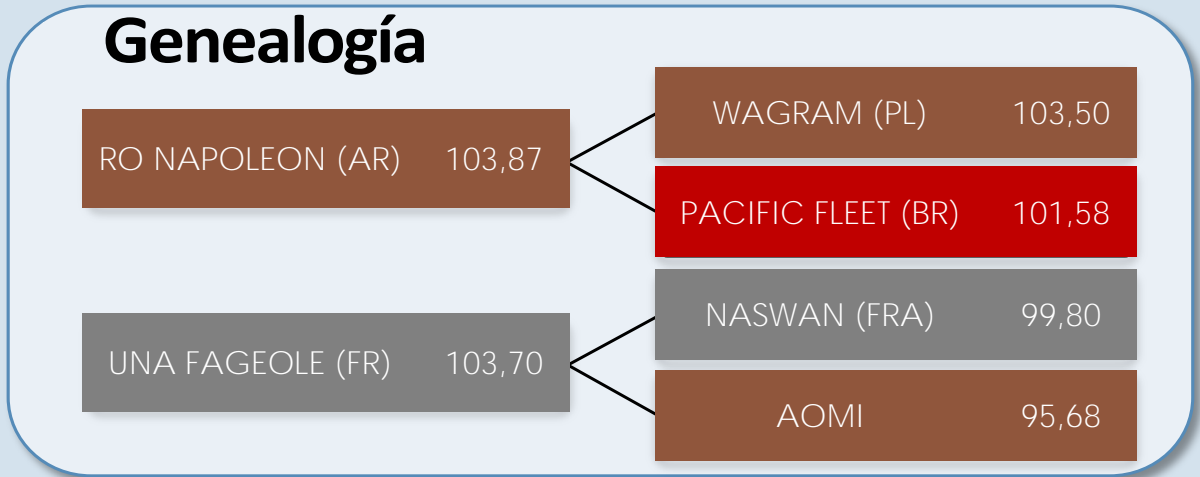 Genealogía
RO NAPOLEON (AR) 103,87
WAGRAM (PL) 103,50
PACIFIC FLEET (BR) 101,58
UNA FAGEOLE (FR) 103,70
NASWAN (FRA) 99,80
AOMI 95,68